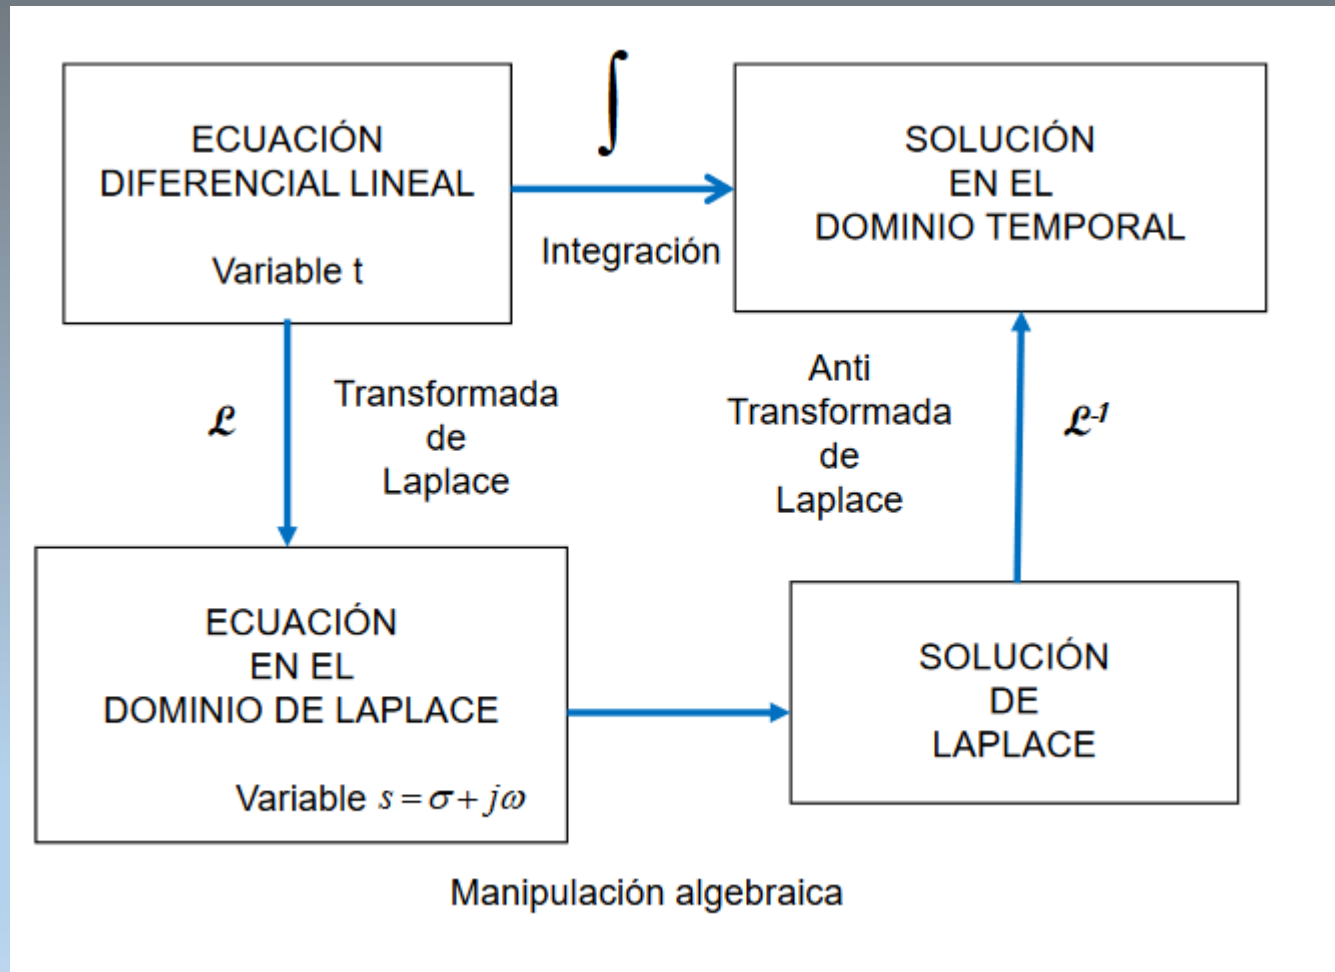 ECUACIÓN
DIFERENCIAL LINEAL
Variable t
∫
Integración
SOLUCIÓN
EN EL
DOMINIO TEMPORAL
ℒ
Transformada
de
Laplace
Anti
Transformada
de
Laplace
ℒ⁻¹
ECUACIÓN
EN EL
DOMINIO DE LAPLACE
Variable s = σ + jω
SOLUCIÓN
DE
LAPLACE
Manipulación algebraica